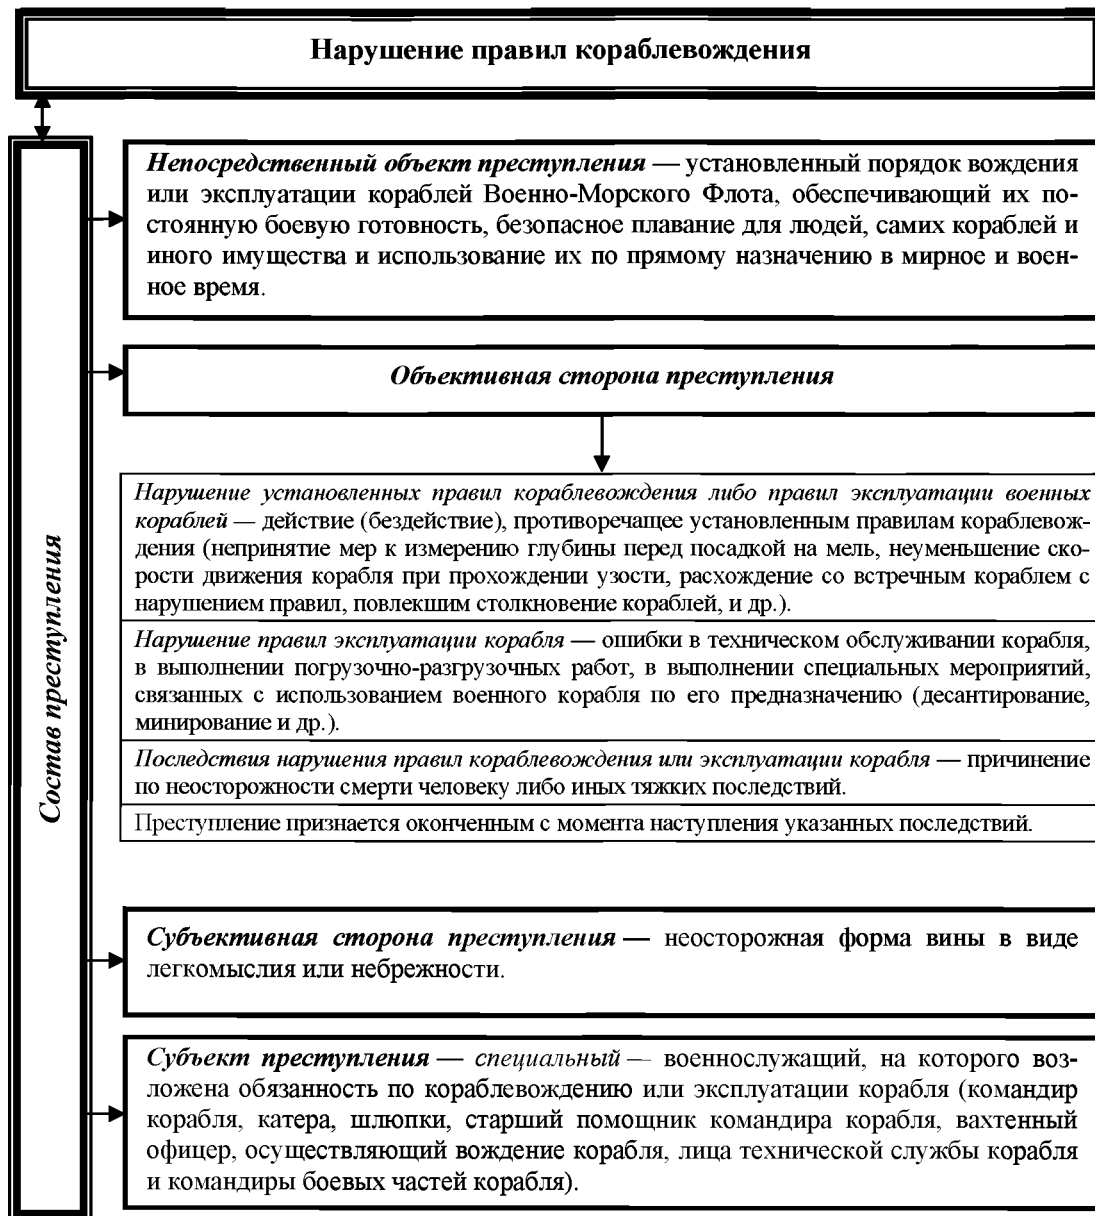 Нарушение правил кораблевождения
Состав преступления
Непосредственный объект преступления — установленный порядок вождения
или эксплуатации кораблей Военно-Морского Флота, обеспечивающий их по-
стоянную боевую готовность, безопасное плавание для людей, самих кораблей и
иного имущества и использование их по прямому назначению в мирное и воен-
ное время.
Объективная сторона преступления
Нарушение установленных правил кораблевождения либо правил эксплуатации военных
кораблей — действие (бездействие), противоречащее установленным правилам кораблевож-
дения (непринятие мер к измерению глубины перед посадкой на мель, неуменьшение ско-
рости движения корабля при прохождении узости, расхождение со встречным кораблем с
нарушением правил, повлекшим столкновение кораблей, и др.).
Нарушение правил эксплуатации корабля — ошибки в техническом обслуживании корабля,
в выполнении погрузочно-разгрузочных работ, в выполнении специальных мероприятий,
связанных с использованием военного корабля по его предназначению (десантирование,
минирование и др.).
Последствия нарушения правил кораблевождения или эксплуатации корабля — причинение
по неосторожности смерти человеку либо иных тяжких последствий.
Преступление признается оконченным с момента наступления указанных последствий.
Субъективная сторона преступления — неосторожная форма вины в виде
легкомыслия или небрежности.
Субъект преступления — специальный — военнослужащий, на которого воз-
ложена обязанность по кораблевождению или эксплуатации корабля (командир
корабля, катера, шлюпки, старший помощник командира корабля, вахтенный
офицер, осуществляющий вождение корабля, лица технической службы корабля
и командиры боевых частей корабля).